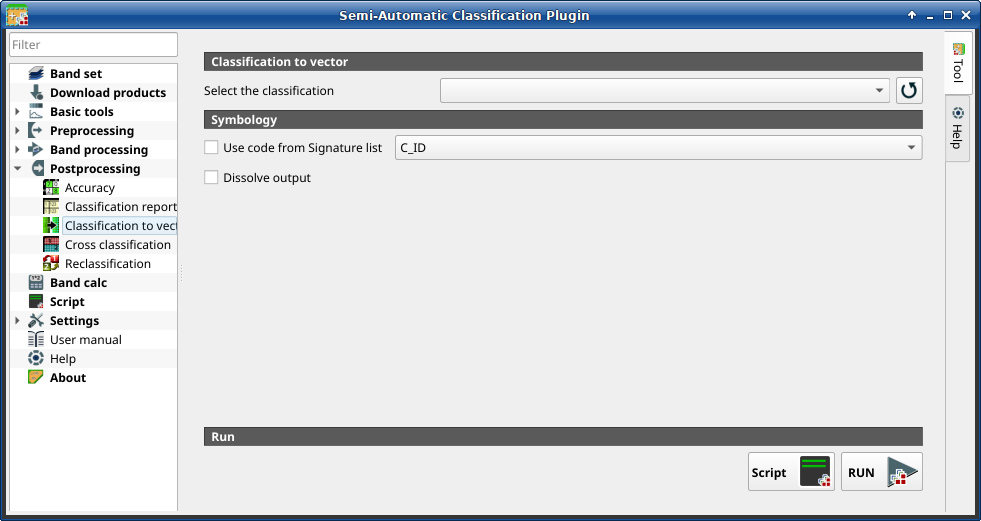 Semi-Automatic Classification Plugin
Filter
Band set
Download products
Basic tools
Preprocessing
Band processing
Postprocessing
Accuracy
Classification report
Classification to vect
Cross classification
Reclassification
Band calc
Script
Settings
User manual
Help
About
Classification to vector
Select the classification
Symbology
Use code from Signature list
C_ID
Dissolve output
Run
Script
RUN
Tool
Help